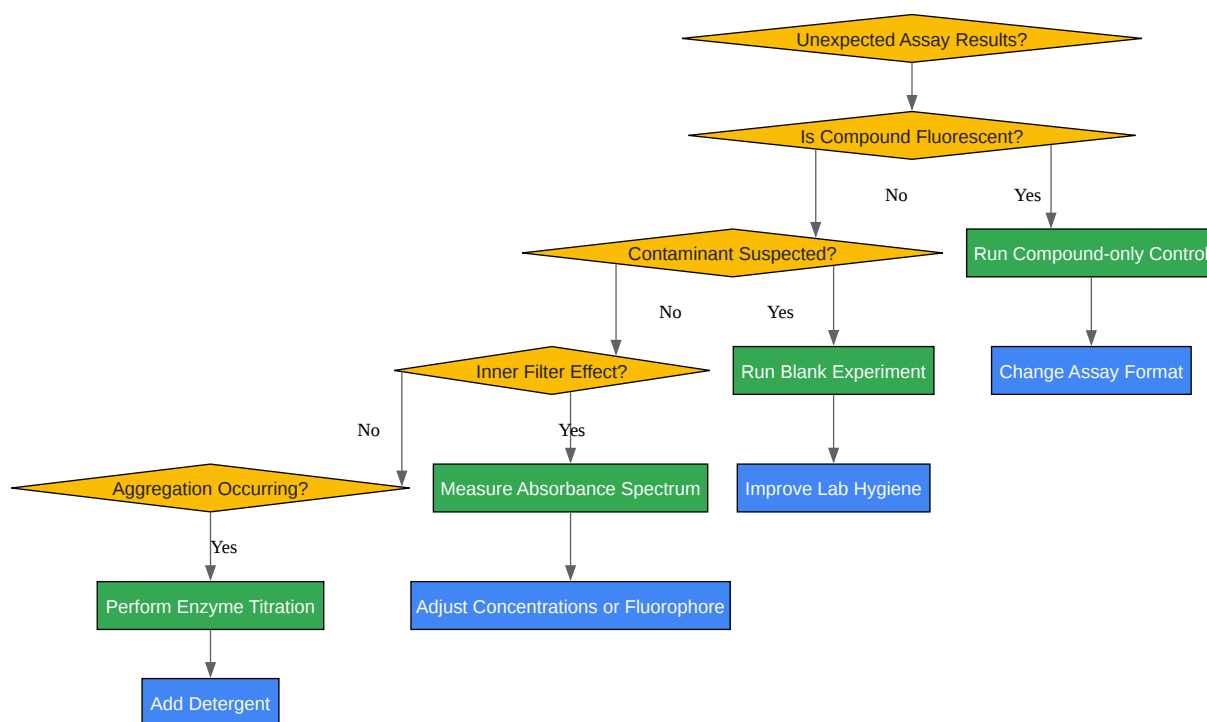 Unexpected Assay Results?
Is Compound Fluorescent?
No
Yes
Contaminant Suspected?
Run Compound-only Control
No
Yes
Inner Filter Effect?
Run Blank Experiment
Change Assay Format
No
Yes
Aggregation Occurring?
Measure Absorbance Spectrum
Improve Lab Hygiene
Yes
Perform Enzyme Titration
Adjust Concentrations or Fluorophore
Add Detergent